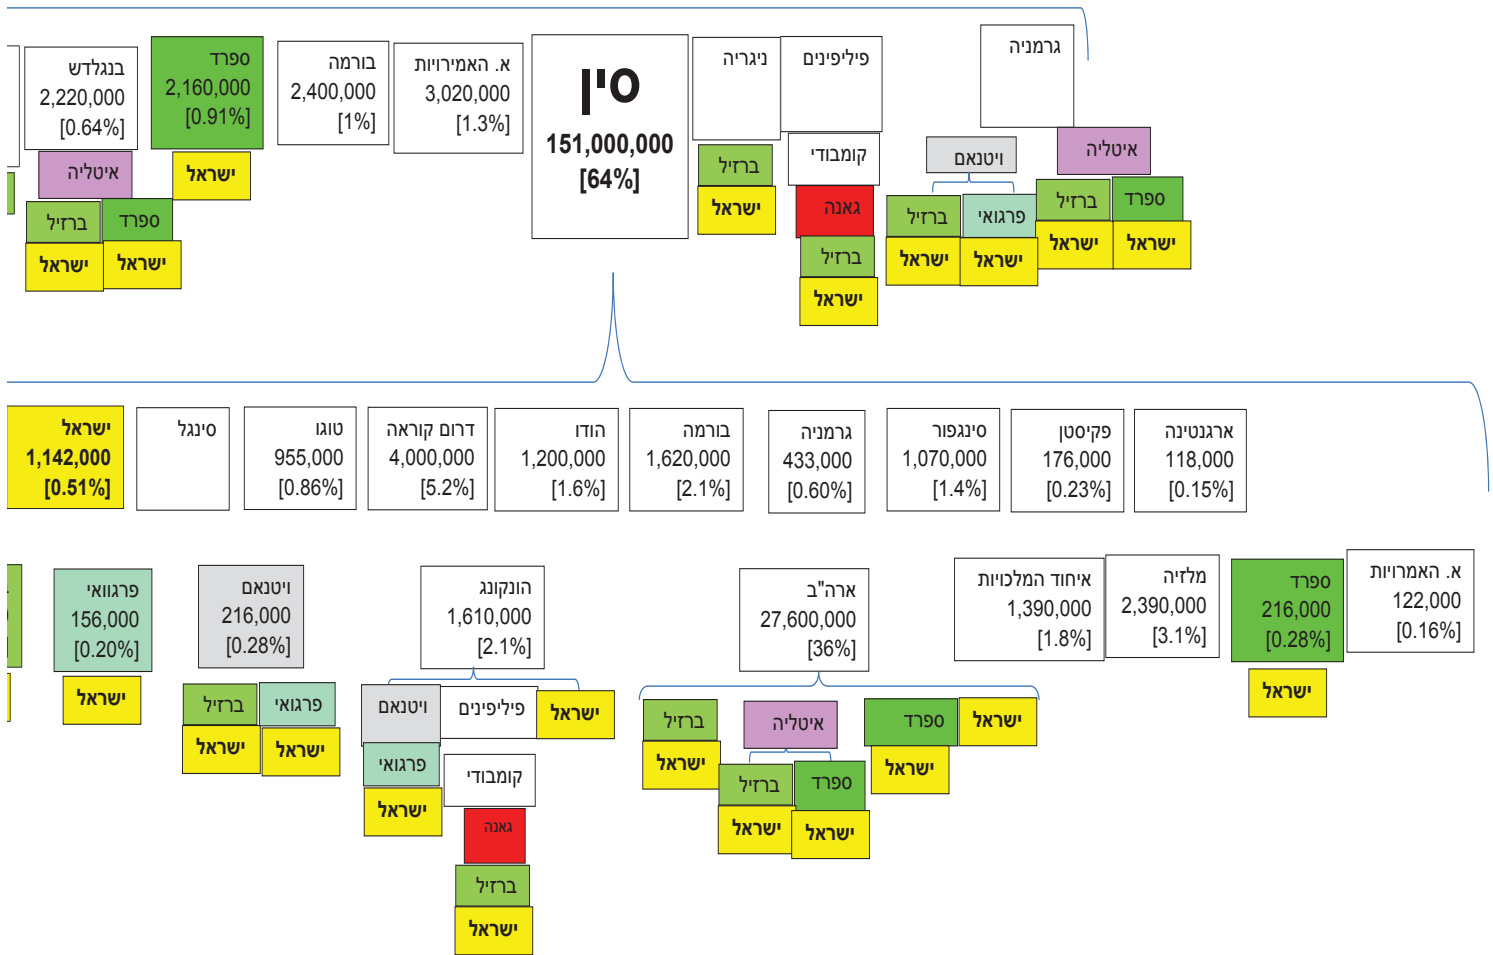 גרמניה
איטליה
ספרד
ישראל
ברזיל
ישראל
ויטנאם
פרגואי
ישראל
ברזיל
ישראל
פיליפינים
קומבודי
גאנה
ברזיל
ישראל
ניגריה
ברזיל
ישראל
סין
151,000,000
[64%]
א. האמירויות
3,020,000
[1.3%]
בורמה
2,400,000
[1%]
ספרד
2,160,000
[0.91%]
ישראל
בנגלדש
2,220,000
[0.64%]
איטליה
ספרד
ישראל
ברזיל
ישראל
ארגנטינה
118,000
[0.15%]
פקיסטן
176,000
[0.23%]
סינגפור
1,070,000
[1.4%]
גרמניה
433,000
[0.60%]
בורמה
1,620,000
[2.1%]
הודו
1,200,000
[1.6%]
דרום קוראה
4,000,000
[5.2%]
טוגו
955,000
[0.86%]
סינגל
ישראל
1,142,000
[0.51%]
א. האמרויות
122,000
[0.16%]
ספרד
216,000
[0.28%]
ישראל
מלזיה
2,390,000
[3.1%]
איחוד המלכויות
1,390,000
[1.8%]
ארה"ב
27,600,000
[36%]
ישראל
ספרד
ישראל
איטליה
ספרד
ישראל
ברזיל
ישראל
ברזיל
ישראל
הונקונג
1,610,000
[2.1%]
ישראל
פיליפינים
קומבודי
גאנה
ברזיל
ישראל
ויטנאם
פרגואי
ישראל
ויטנאם
216,000
[0.28%]
פרגואי
ישראל
ברזיל
ישראל
פרגוואי
156,000
[0.20%]
ישראל